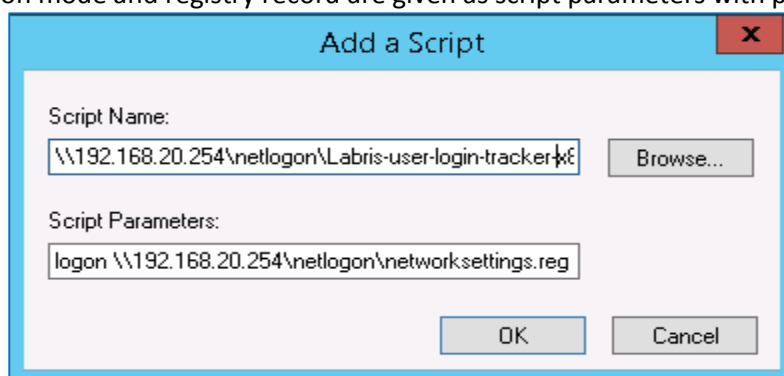 on mode and registry record are given as script parameters with p
Add a Script
x
Script Name:
\\192.168.20.254\netlogon\Labris-user-login-tracker-x
Browse...
Script Parameters:
logon \\192.168.20.254\netlogon\networksettings.reg
OK
Cancel